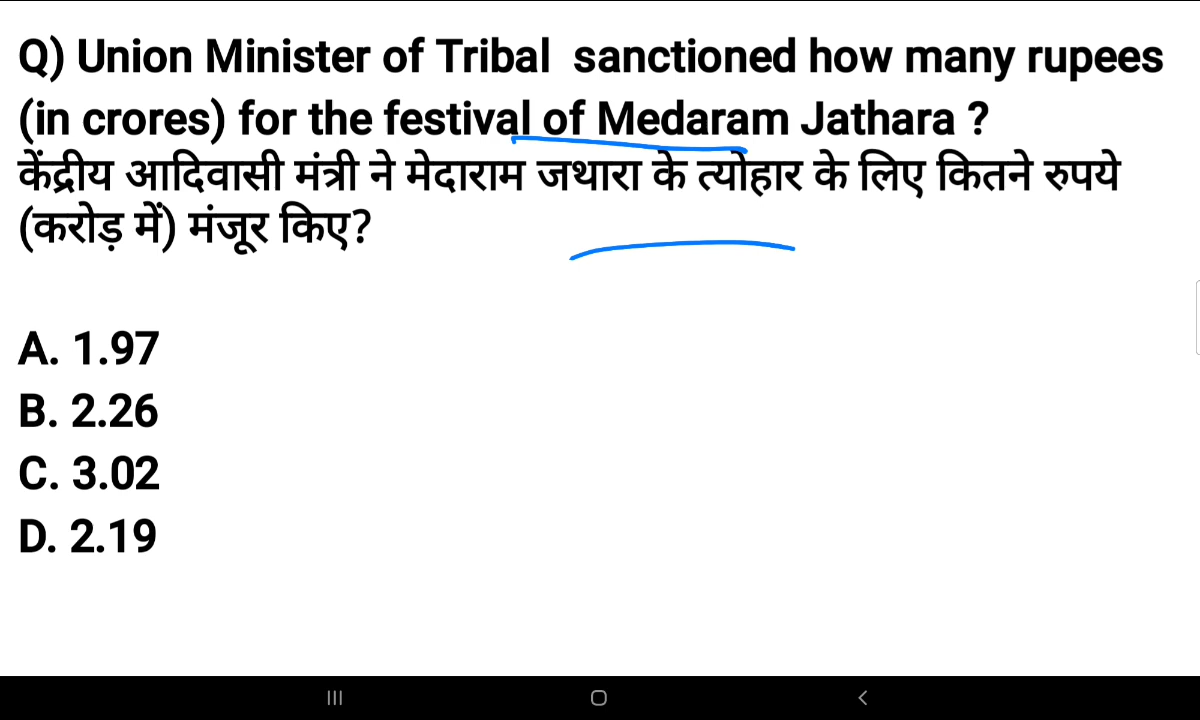 Q) Union Minister of Tribal sanctioned how many rupees
(in crores) for the festival of Medaram Jathara ?
केंद्रीय आदिवासी मंत्री ने मेदाराम जथारा के त्योहार के लिए कितने रुपये
(करोड़ में) मंजूर किए?
A. 1.97
B. 2.26
C. 3.02
D. 2.19